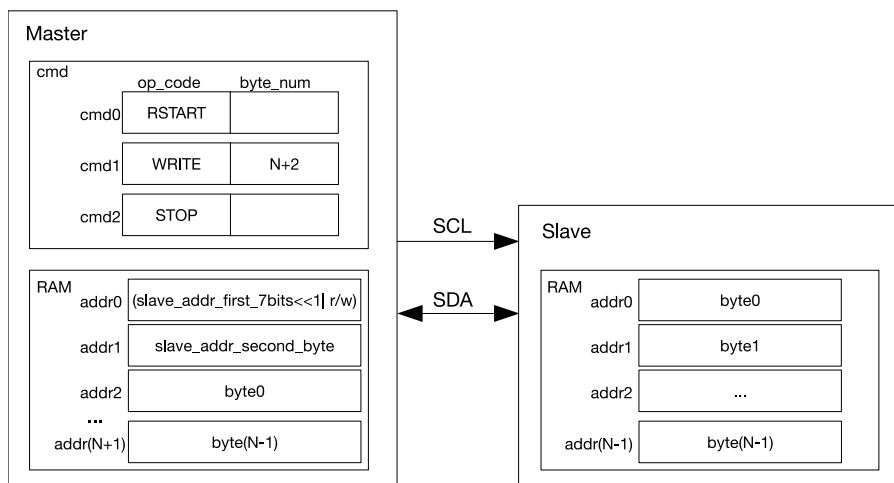 Master
cmd
op_code byte_num
cmd0 RSTART
cmd1 WRITE N+2
cmd2 STOP
RAM
addr0 (slave_addr_first_7bits<<1| r/w)
addr1 slave_addr_second_byte
addr2 byte0
...
addr(N+1) byte(N-1)
SCL
SDA
Slave
RAM
addr0 byte0
addr1 byte1
addr2 ...
addr(N-1) byte(N-1)